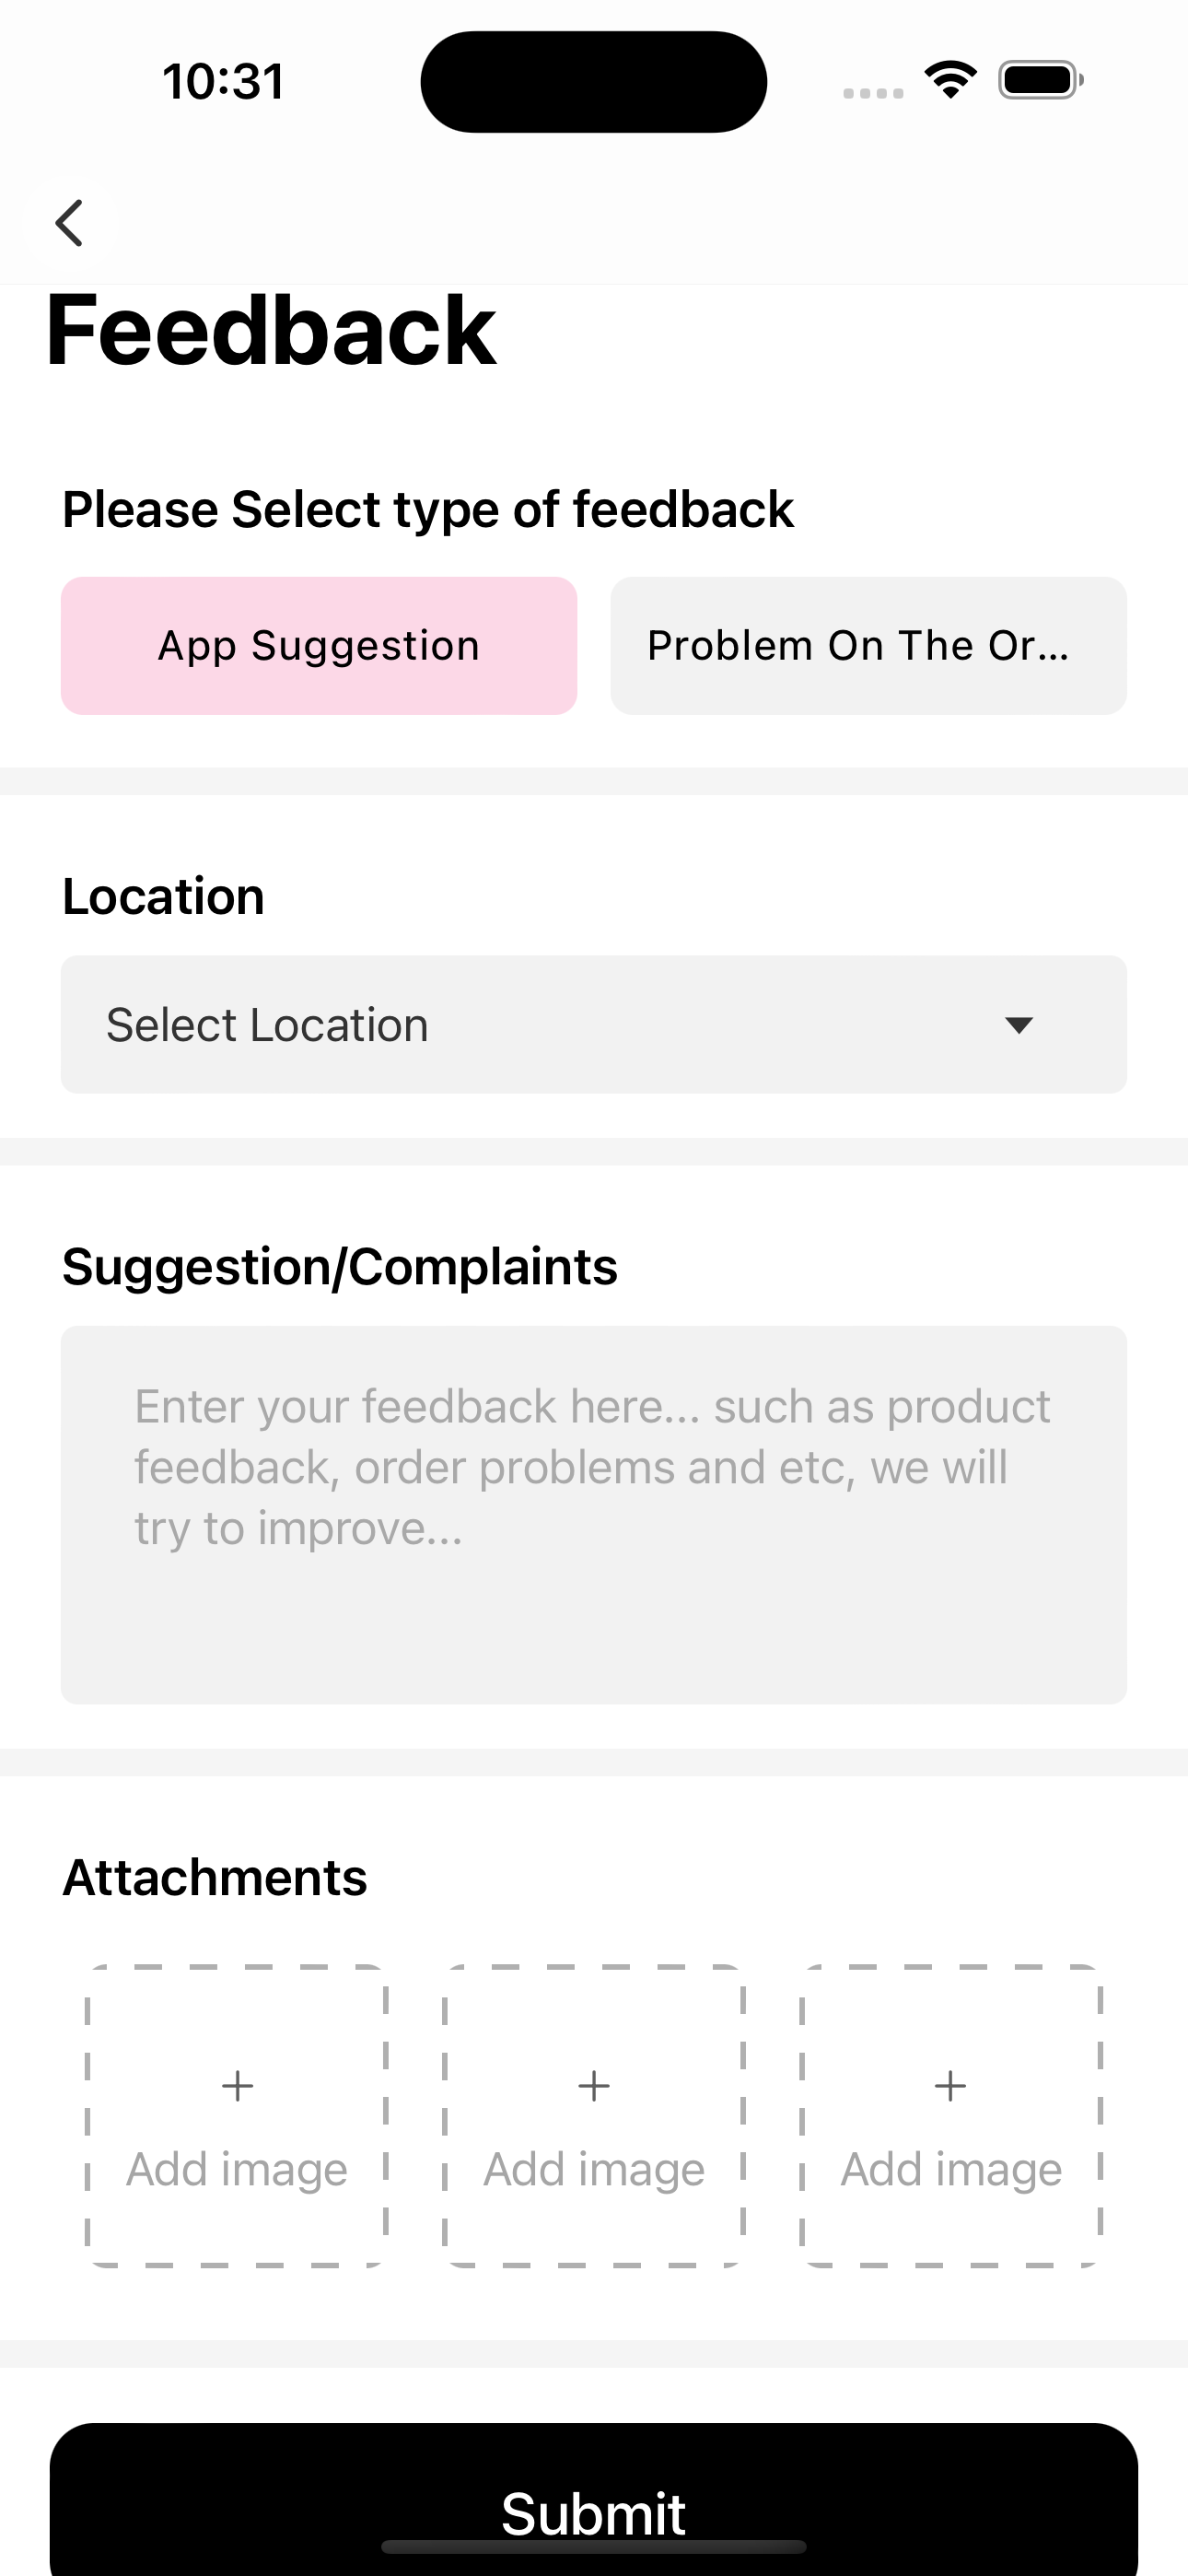 10:31
Feedback
Please Select type of feedback
App Suggestion
Problem On The Or...
Location
Select Location
Suggestion/Complaints
Enter your feedback here... such as product
feedback, order problems and etc, we will
try to improve...
Attachments
Add image
Add image
Add image
Submit